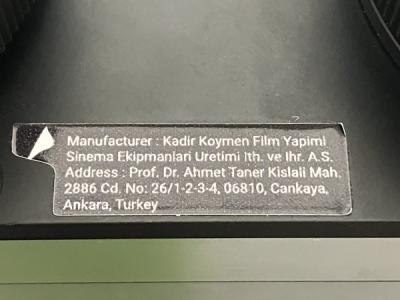 Manufacturer : Kadir Koymen Film Yapimi
Sinema Ekipmanlari Uretimi Ith. ve Ihr. A.S.
Address : Prof. Dr. Ahmet Taner Kislali Mah.
2886 Cd. No: 26/1-2-3-4, 06810, Cankaya,
Ankara, Turkey